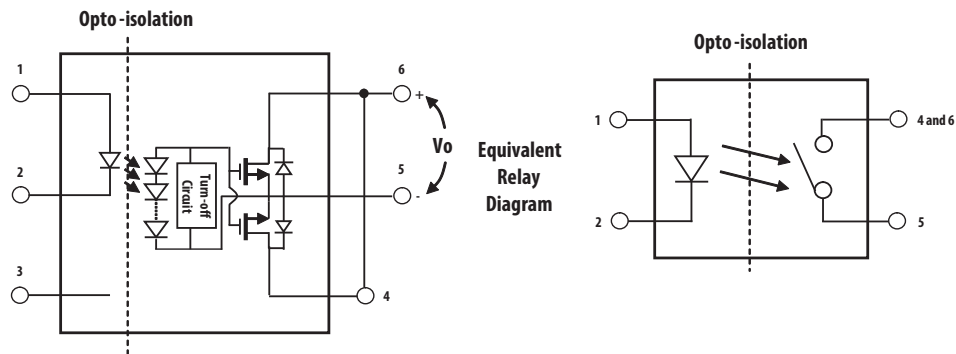 Opto-isolation
1
2
3
Turn-off
Circuit
6
+
Vo
5
-
4
Equivalent
Relay
Diagram
Opto-isolation
1
2
4 and 6
5